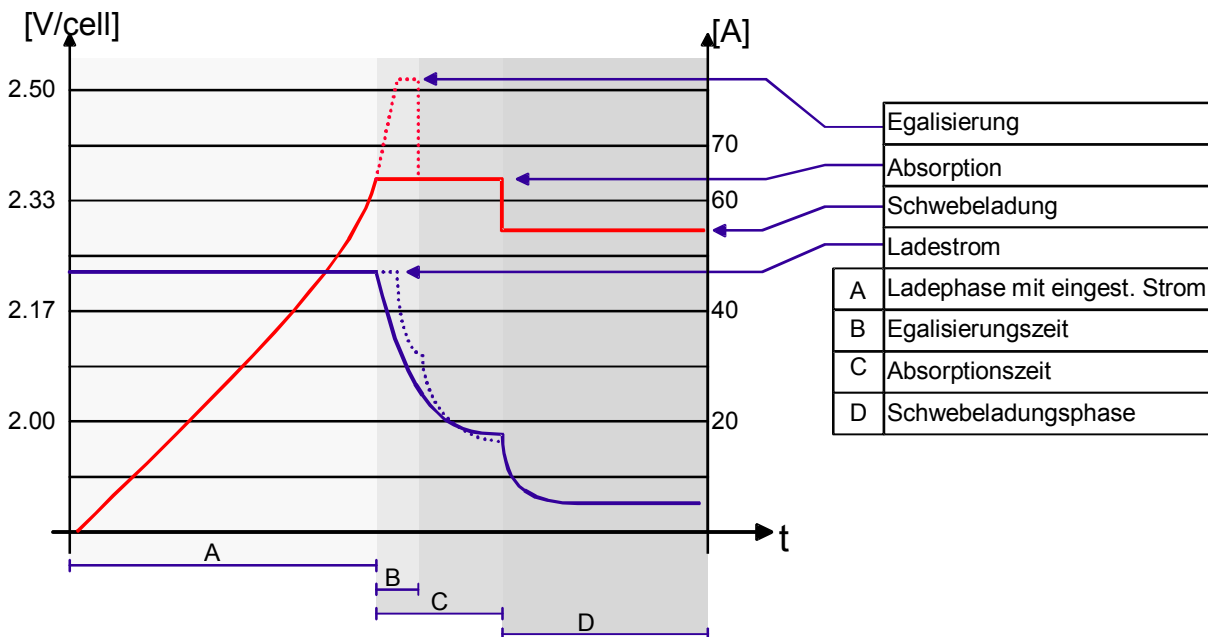 [V/cell]
[A]
2.50
2.33
2.17
2.00
70
60
40
20
t
A
B
C
D
Egalisierung
Absorption
Schwebeladung
Ladestrom
A Ladephase mit eingest. Strom
B Egalisierungszeit
C Absorptionszeit
D Schwebeladungsphase